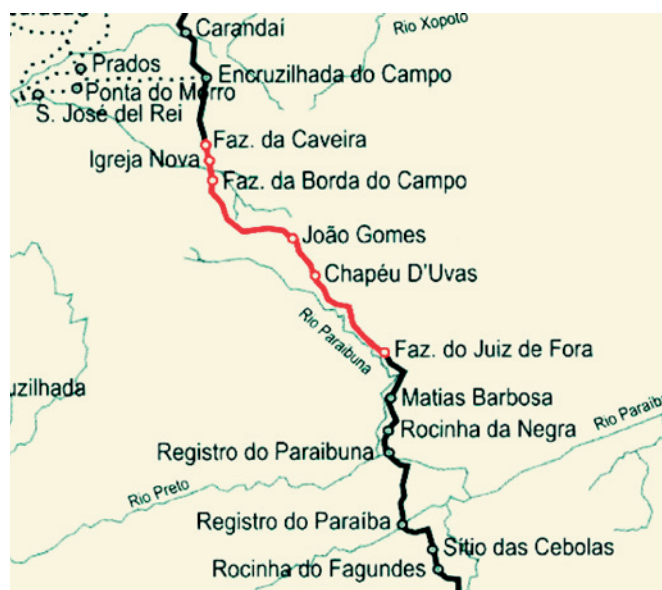 Rio Xopoto
Carandaí
Prados
Encruzilhada do Campo
Ponta do Morro
S. José del Rei
Faz. da Caveira
Igreja Nova
Faz. da Borda do Campo
João Gomes
Chapéu D'Uvas
Rio Paraibuna
Faz. do Juiz de Fora
uzilhada
Matias Barbosa
Rio Paraíba
Rocinha da Negra
Registro do Paraibuna
Rio Preto
Registro do Paraíba
Sítio das Cebolas
Rocinha do Fagundes